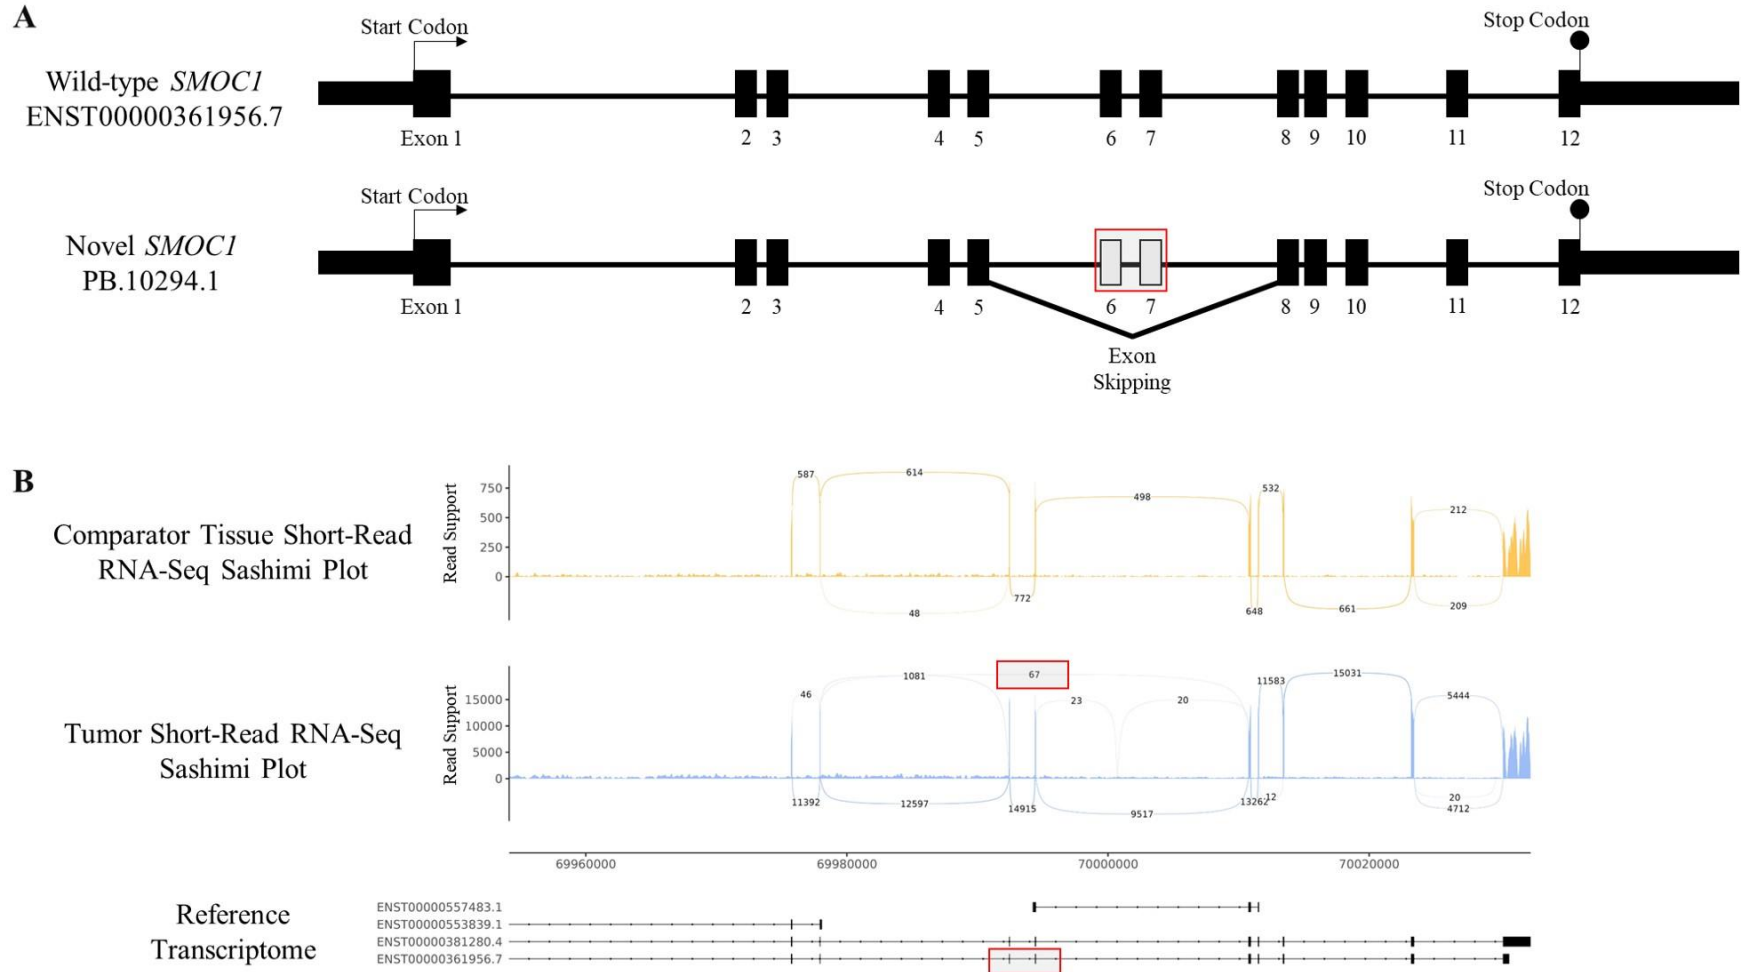 A
Start Codon
Stop Codon
Wild-type SMOC1
ENST00000361956.7
Exon 1 2 3 4 5 6 7 8 9 10 11 12
Start Codon
Stop Codon
Novel SMOC1
PB.10294.1
Exon 1 2 3 4 5 6 7 8 9 10 11 12
Exon
Skipping
B
Comparator Tissue Short-Read
RNA-Seq Sashimi Plot
Read Support
750
500
250
0
587 614 498 532 212
48 772 648 661 209
Tumor Short-Read RNA-Seq
Sashimi Plot
Read Support
15000
10000
5000
0
46 1081 67 23 20 11583 15031 5444
11392 12597 14915 9517 13262 12 20 4712
69960000 69980000 70000000 70020000
Reference
Transcriptome
ENST00000557483.1
ENST00000553839.1
ENST00000381280.4
ENST00000361956.7